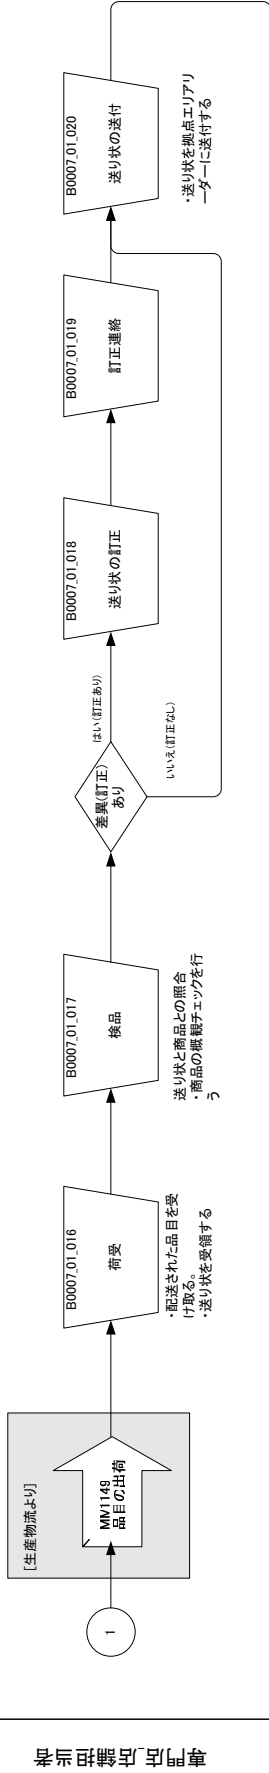 専門店_店舗担当者
1
[生産物流より]
MM1149
品目の出荷
B0007_01_016
荷受
・配送された品目を受
け取る。
・送り状を受領する
B0007_01_017
検品
送り状と商品との照合
・商品の概観チェックを行
う
差異(訂正)
あり
はい(訂正あり)
いいえ(訂正なし)
B0007_01_018
送り状の訂正
B0007_01_019
訂正連絡
B0007_01_020
送り状の送付
・送り状を拠点エリアリ
ーダーに送付する